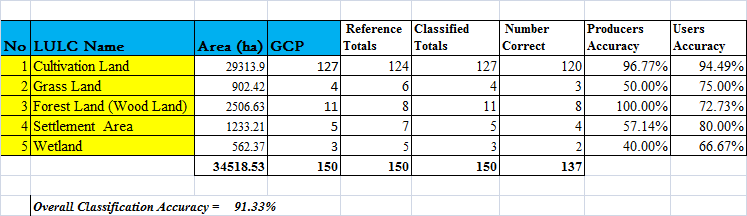 Reference Classified Number Producers Users
No LULC Name Area (ha) GCP Totals Totals Correct Accuracy Accuracy
1 Cultivation Land 29313.9 127 124 127 120 96.77% 94.49%
2 Grass Land 902.42 4 6 4 3 50.00% 75.00%
3 Forest Land (Wood Land) 2506.63 11 8 11 8 100.00% 72.73%
4 Settlement Area 1233.21 5 7 5 4 57.14% 80.00%
5 Wetland 562.37 3 5 3 2 40.00% 66.67%
34518.53 150 150 150 137
Overall Classification Accuracy = 91.33%